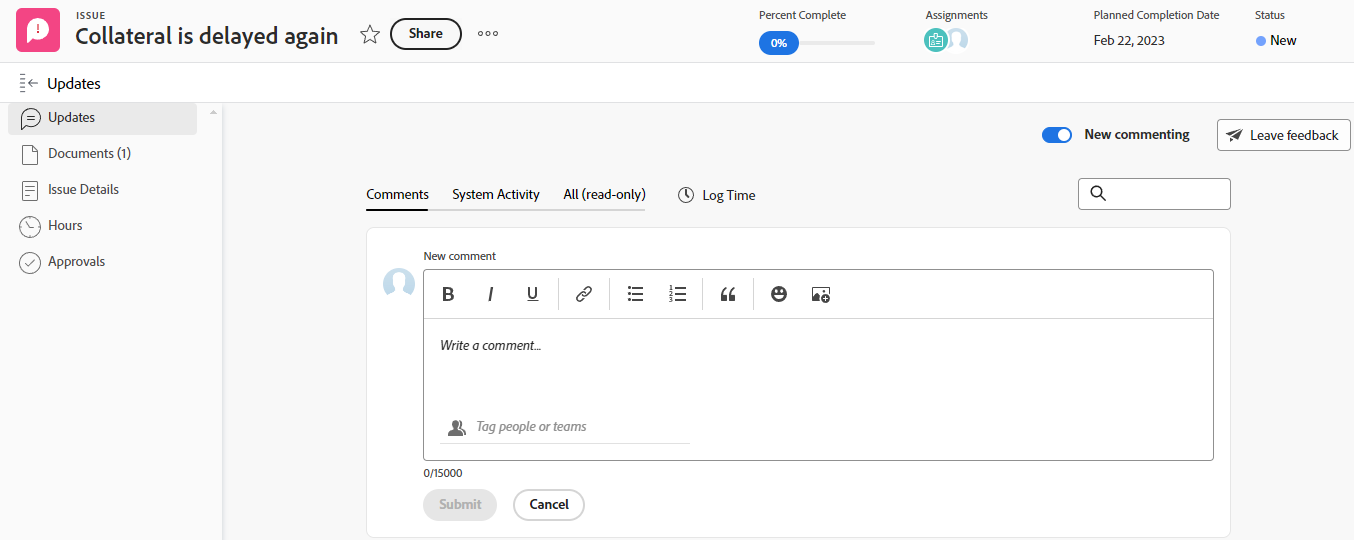 ISSUE
Collateral is delayed again
Share
Percent Complete
0%
Assignments
Planned Completion Date
Feb 22, 2023
Status
New
Updates
Updates
Documents (1)
Issue Details
Hours
Approvals
New commenting
Leave feedback
Comments System Activity All (read-only) Log Time
New comment
B I U
Write a comment...
Tag people or teams
0/15000
Submit Cancel